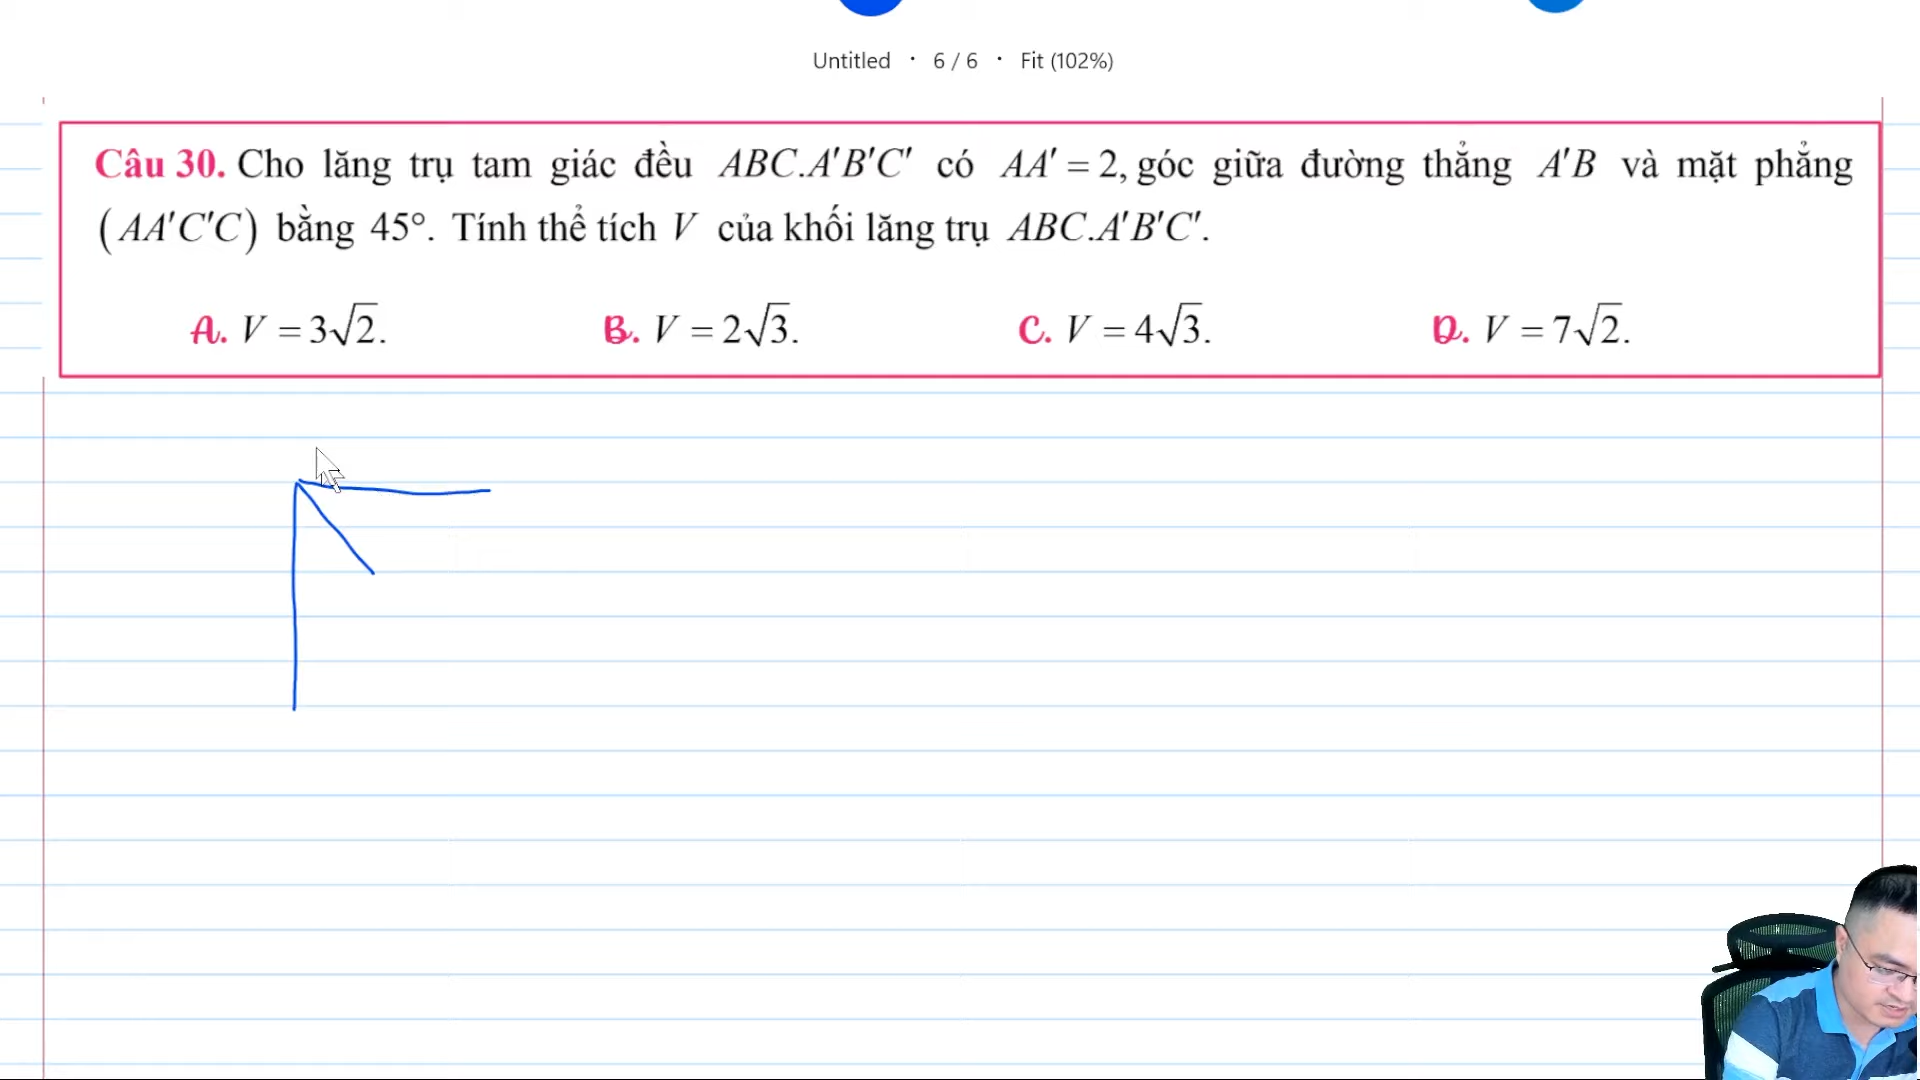 Untitled · 6 / 6 · Fit (102%)
Câu 30. Cho lăng trụ tam giác đều ABC.A'B'C' có AA' = 2, góc giữa đường thẳng A'B và mặt phẳng
(AA'C'C) bằng 45°. Tính thể tích V của khối lăng trụ ABC.A'B'C'.
A. V = 3√2. B. V = 2√3. C. V = 4√3. D. V = 7√2.